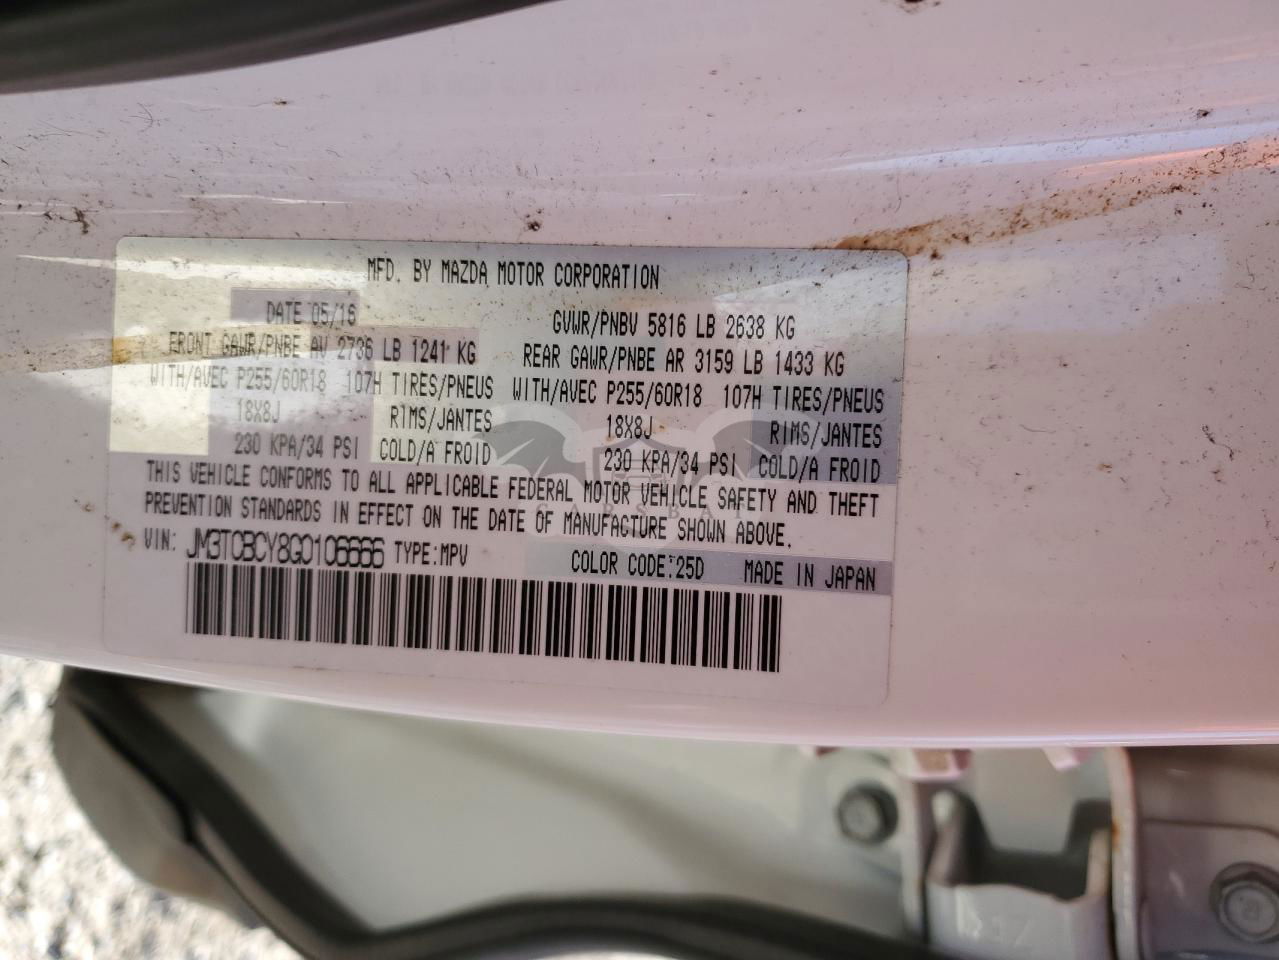 MFD. BY MAZDA MOTOR CORPORATION
DATE 05/16 GVWR/PNBV 5816 LB 2638 KG
FRONT GAWR/PNBE AV 2736 LB 1241 KG REAR GAWR/PNBE AR 3159 LB 1433 KG
WITH/AVEC P255/60R18 107H TIRES/PNEUS WITH/AVEC P255/60R18 107H TIRES/PNEUS
18X8J RIMS/JANTES 18X8J RIMS/JANTES
230 KPA/34 PSI COLD/A FROID 230 KPA/34 PSI COLD/A FROID
THIS VEHICLE CONFORMS TO ALL APPLICABLE FEDERAL MOTOR VEHICLE SAFETY AND THEFT
PREVENTION STANDARDS IN EFFECT ON THE DATE OF MANUFACTURE SHOWN ABOVE.
VIN: JM3TCBCY8G0106666 TYPE:MPV COLOR CODE:25D MADE IN JAPAN